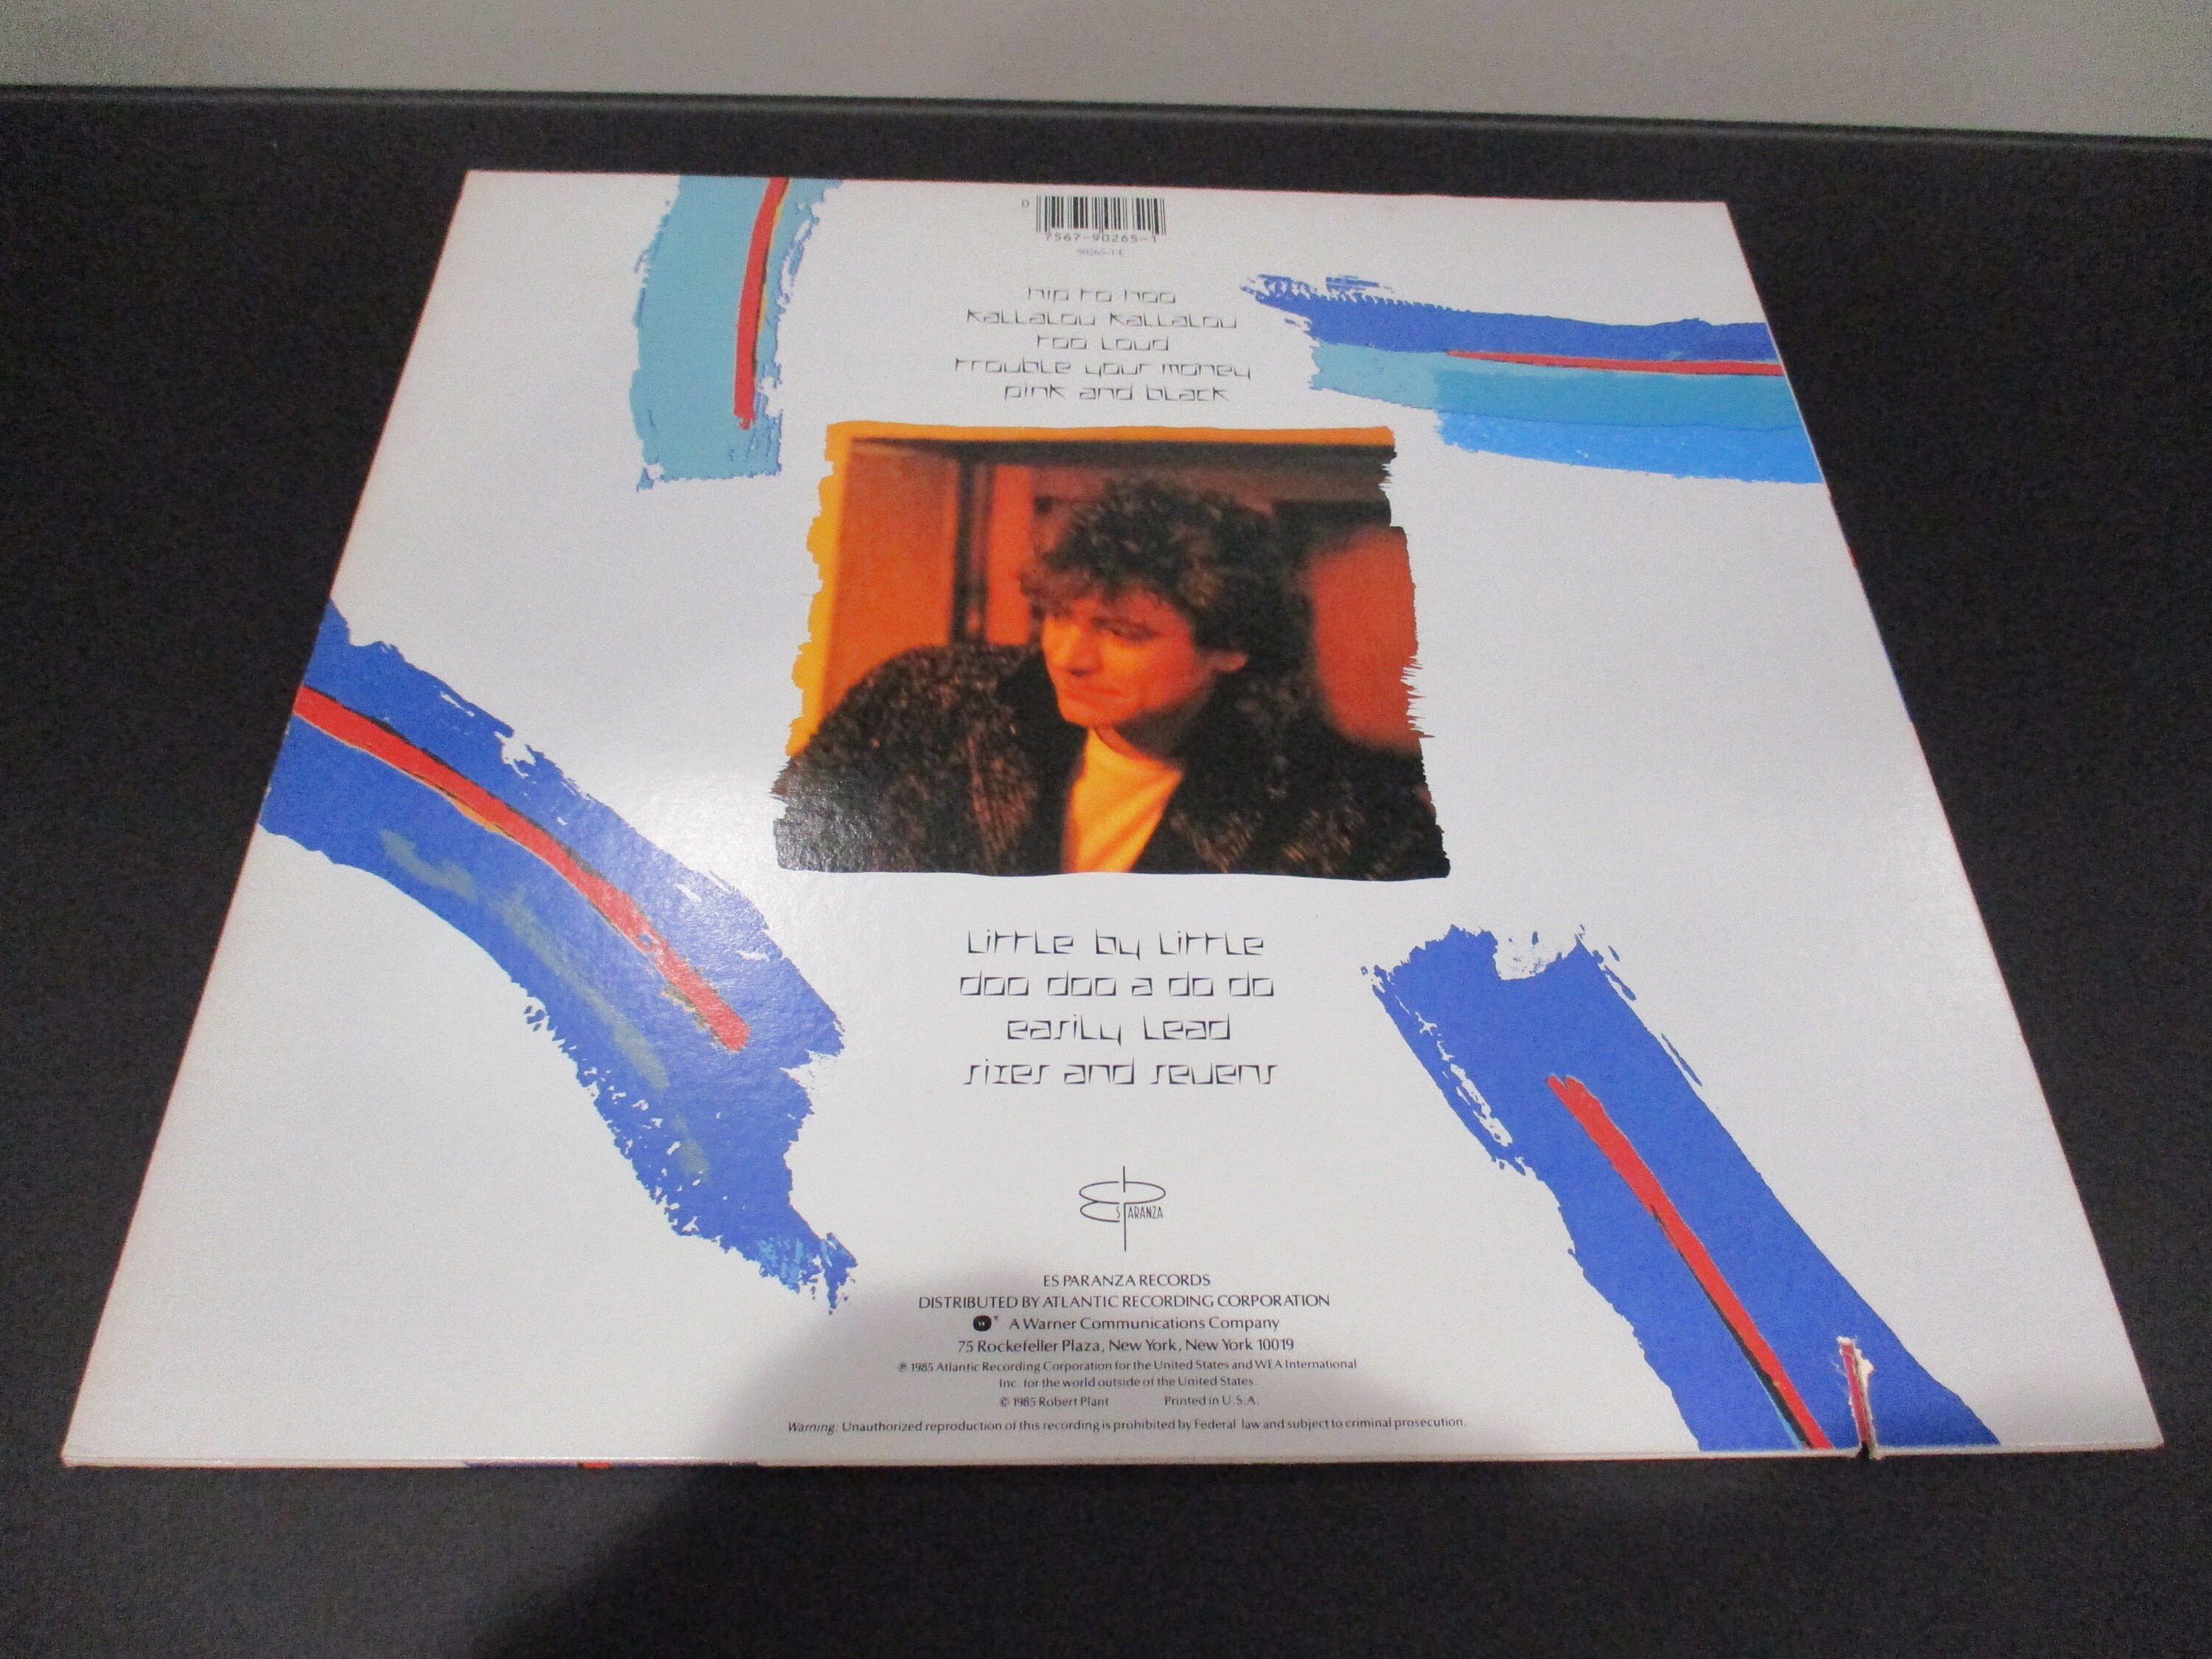 0
7567-90265-1
90265-1-E
hip to hoo
kallalou kallalou
too loud
trouble your money
pink and black
little by little
doo doo a do do
easily lead
sixes and sevens
ES PARANZA
ES PARANZA RECORDS
DISTRIBUTED BY ATLANTIC RECORDING CORPORATION
w A Warner Communications Company
75 Rockefeller Plaza, New York, New York 10019
℗ 1985 Atlantic Recording Corporation for the United States and WEA International
Inc. for the world outside of the United States.
© 1985 Robert Plant Printed in U.S.A.
Warning: Unauthorized reproduction of this recording is prohibited by Federal law and subject to criminal prosecution.